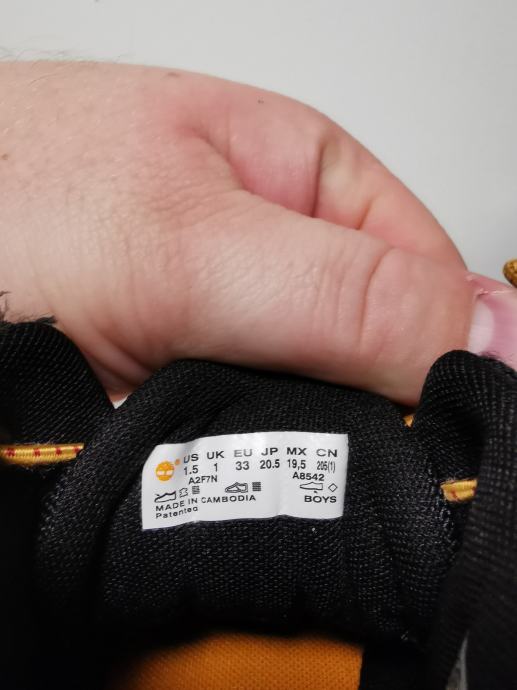 US UK EU JP MX CN
1.5 1 33 20.5 19,5 205(1)
A2F7N A8542
MADE IN CAMBODIA BOYS
Patented